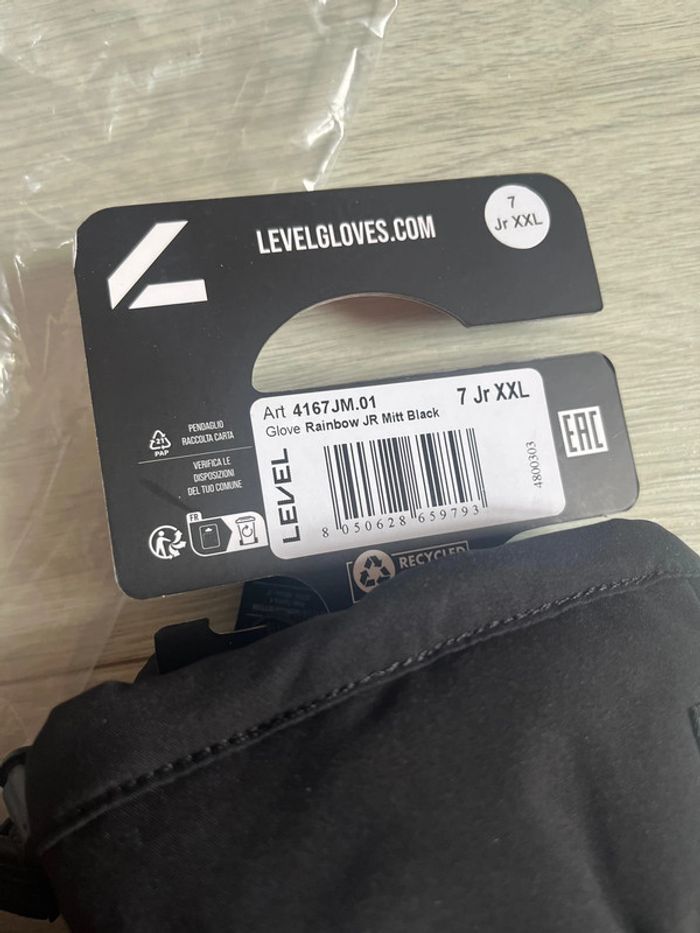 LEVELGLOVES.COM
7
Jr XXL
Art 4167JM.01 7 Jr XXL
Glove Rainbow JR Mitt Black
LEVEL
8 050628 659793
4800303
EAC
21
PAP
PENDAGLIO
RACCOLTA CARTA
VERIFICA LE
DISPOSIZIONI
DEL TUO COMUNE
FR
RECYCLED